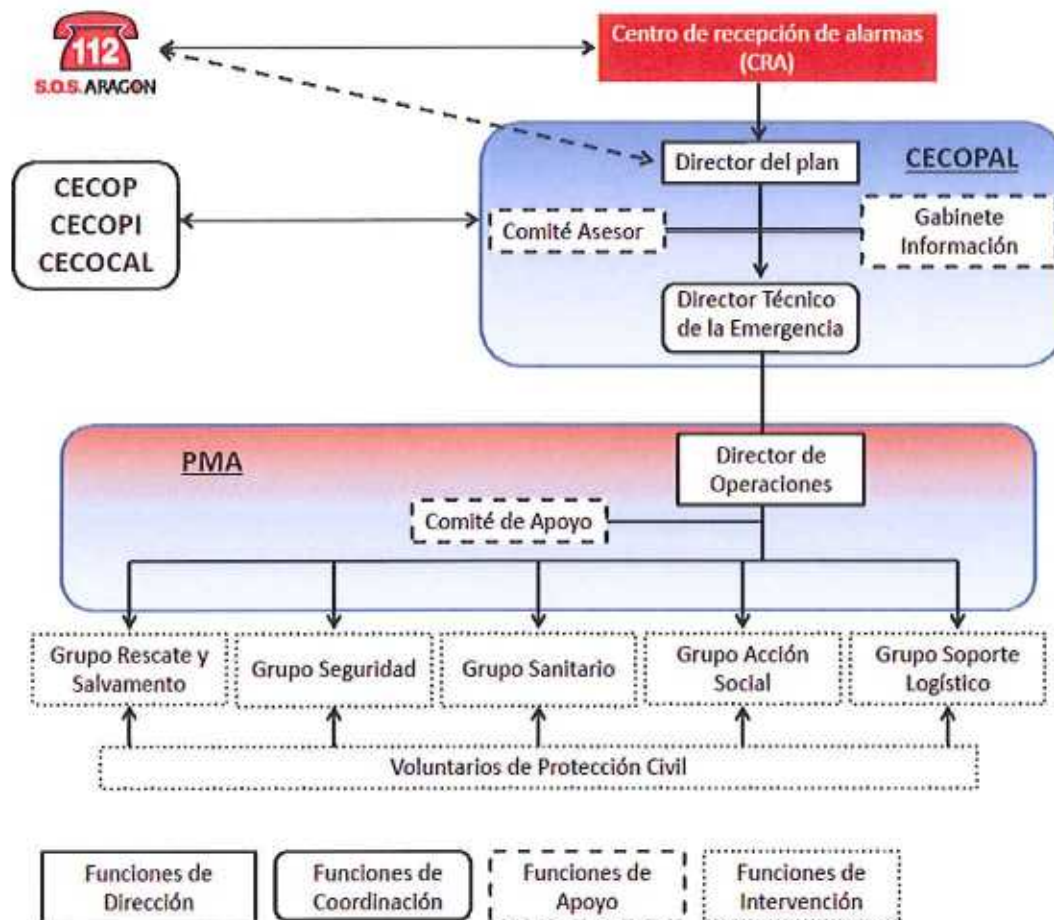 112
S.O.S. ARAGON
Centro de recepción de alarmas
(CRA)
CECOPAL
Director del plan
CECOP
CECOPI
CECOCAL
Comité Asesor
Gabinete
Información
Director Técnico
de la Emergencia
PMA
Director de
Operaciones
Comité de Apoyo
Grupo Rescate y
Salvamento
Grupo Seguridad
Grupo Sanitario
Grupo Acción
Social
Grupo Soporte
Logístico
Voluntarios de Protección Civil
Funciones de
Dirección
Funciones de
Coordinación
Funciones de
Apoyo
Funciones de
Intervención